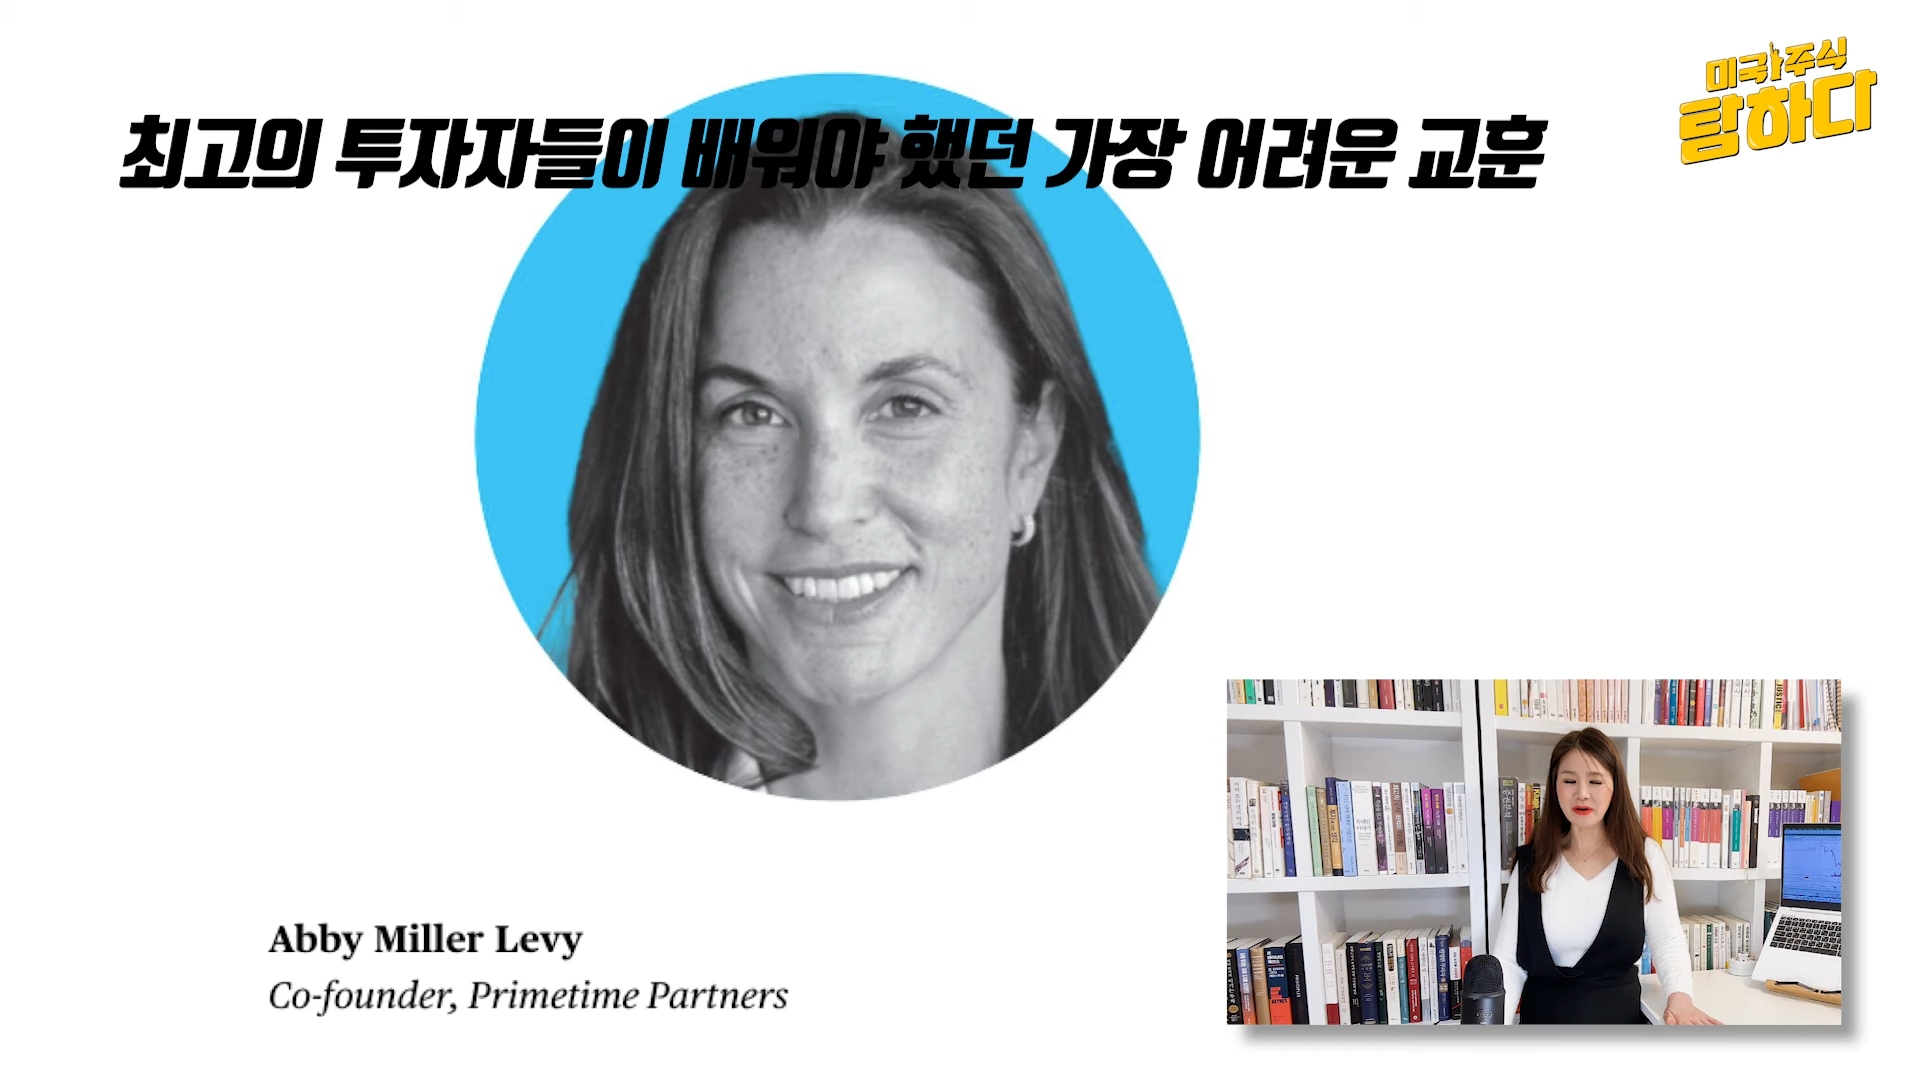 최고의 투자자들이 배워야 했던 가장 어려운 교훈
미국주식
탐하다
Abby Miller Levy
Co-founder, Primetime Partners
JUSTICE